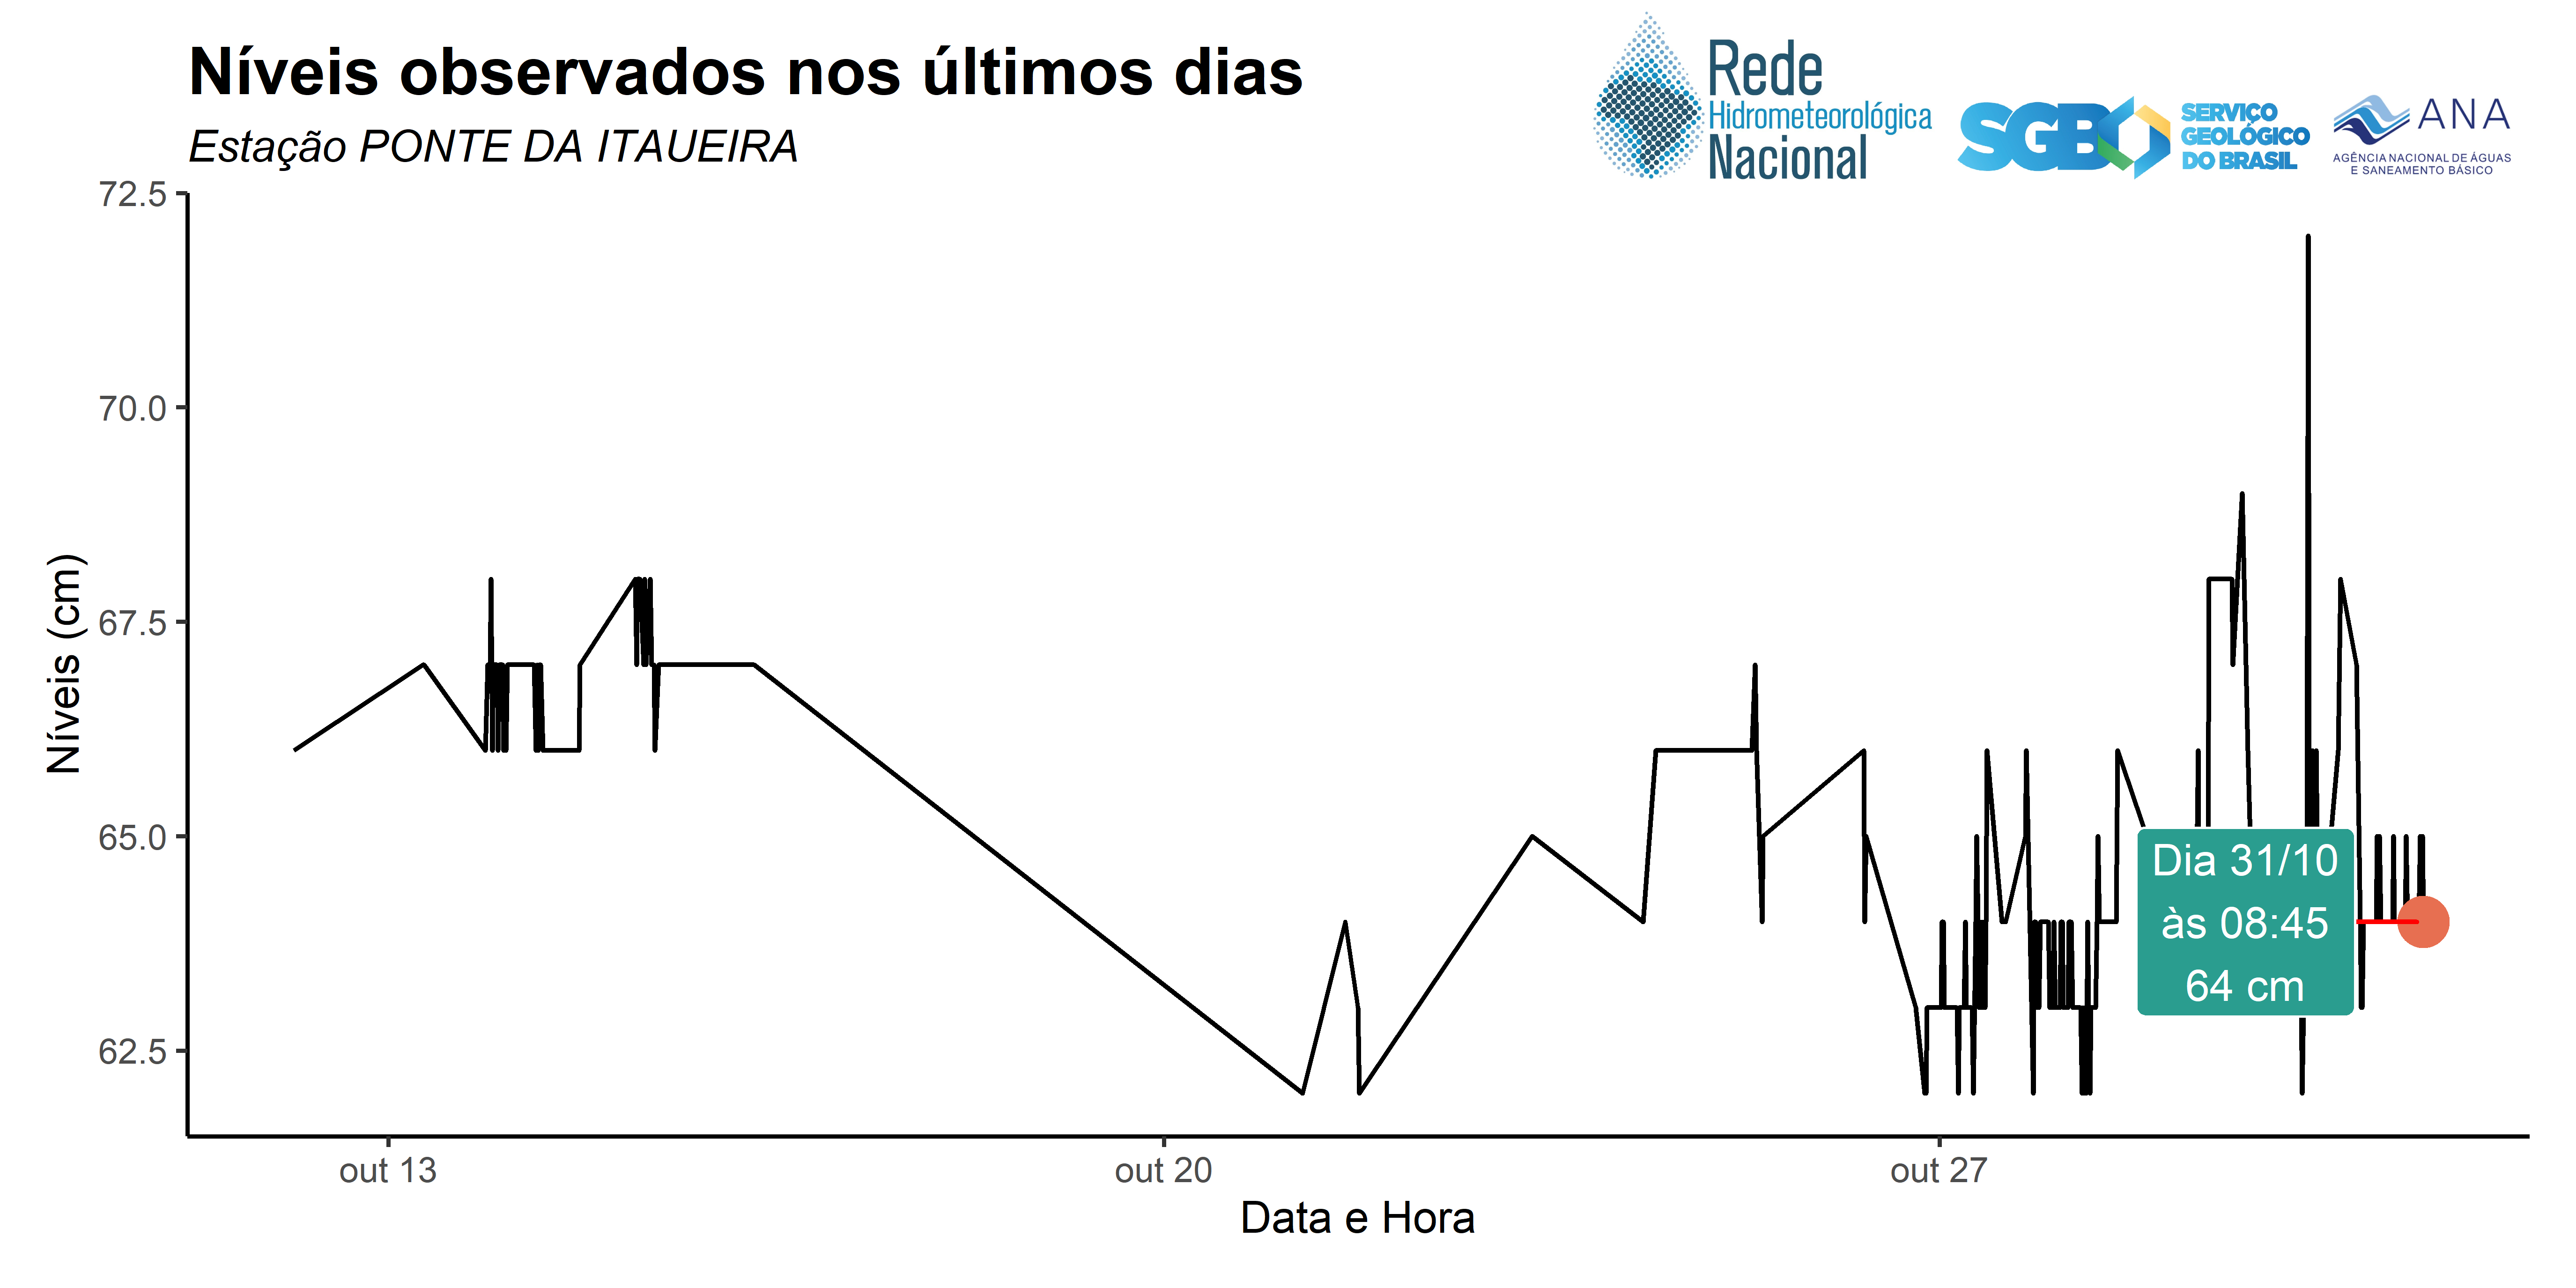 Níveis observados nos últimos dias
Estação PONTE DA ITAUEIRA
Rede
Hidrometeorológica
Nacional
SGB
SERVIÇO
GEOLÓGICO
DO BRASIL
ANA
AGÊNCIA NACIONAL DE ÁGUAS
E SANEAMENTO BÁSICO
72.5
70.0
67.5
65.0
62.5
Níveis (cm)
Dia 31/10
às 08:45
64 cm
out 13
out 20
out 27
Data e Hora